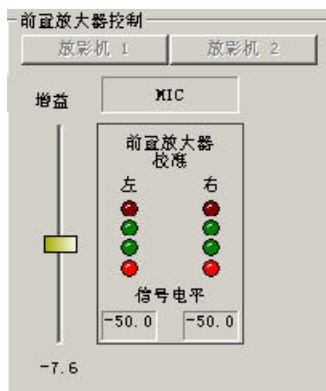 前置放大器控制
放影机 1 放影机 2
增益 MIC
前置放大器
校准
左 右
信号电平
-50.0 -50.0
-7.6